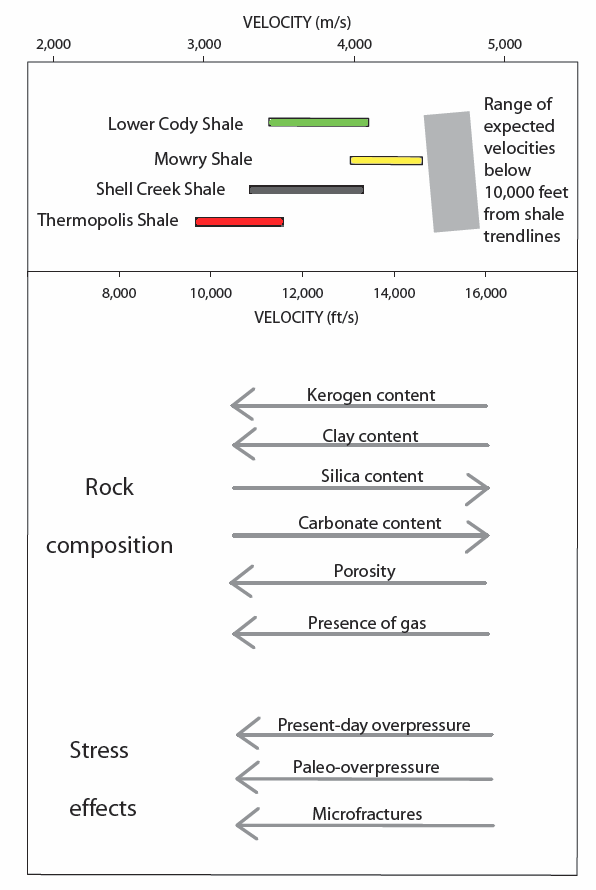 VELOCITY (m/s)
2,000 3,000 4,000 5,000
Lower Cody Shale
Mowry Shale
Shell Creek Shale
Thermopolis Shale
Range of
expected
velocities
below
10,000 feet
from shale
trendlines
8,000 10,000 12,000 14,000 16,000
VELOCITY (ft/s)
Rock
composition
Kerogen content
Clay content
Silica content
Carbonate content
Porosity
Presence of gas
Stress
effects
Present-day overpressure
Paleo-overpressure
Microfractures